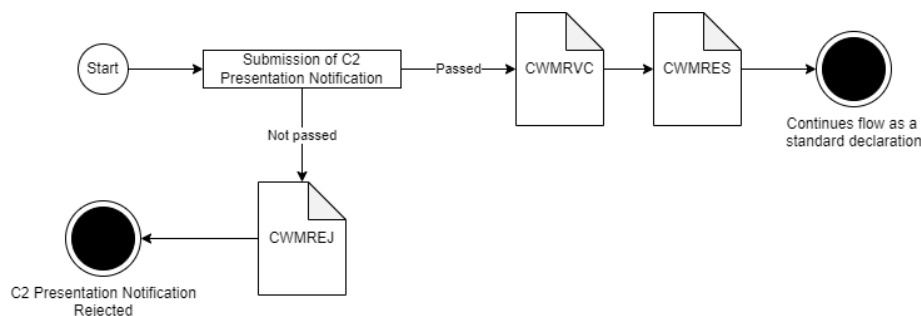 Start
Submission of C2
Presentation Notification
Passed
CWMRVC
CWMRES
Continues flow as a
standard declaration
Not passed
CWMREJ
C2 Presentation Notification
Rejected